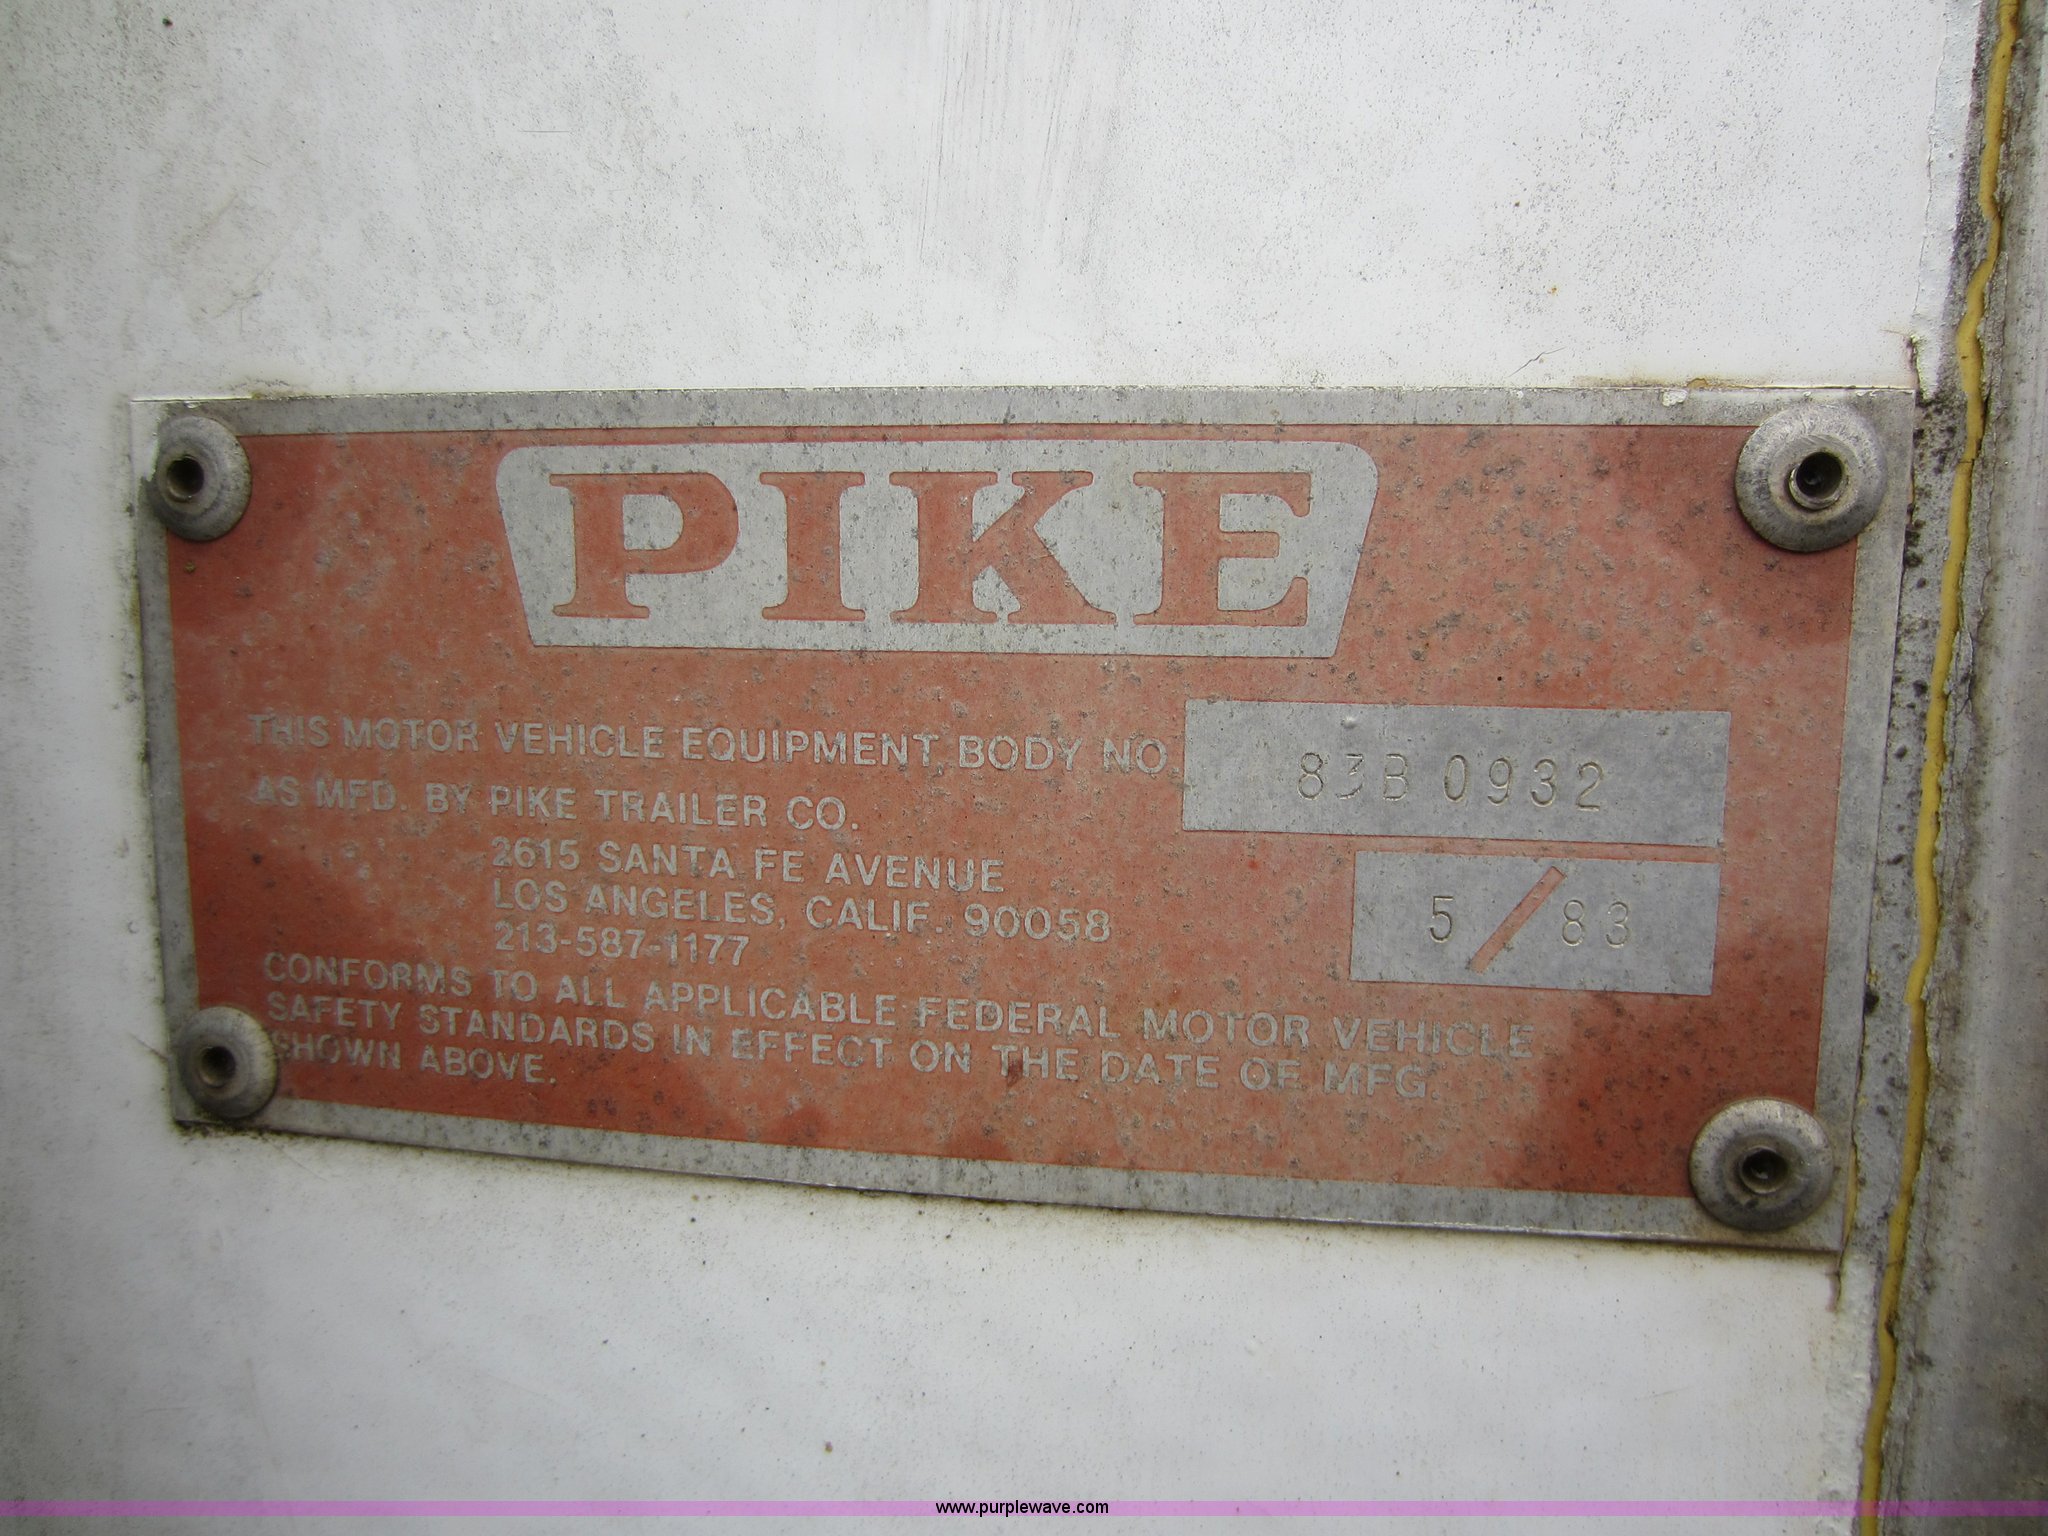 PIKE
THIS MOTOR VEHICLE EQUIPMENT BODY NO 83B 0932
AS MFD. BY PIKE TRAILER CO.
2615 SANTA FE AVENUE
LOS ANGELES, CALIF. 90058
213-587-1177
5/83
CONFORMS TO ALL APPLICABLE FEDERAL MOTOR VEHICLE
SAFETY STANDARDS IN EFFECT ON THE DATE OF MFG.
SHOWN ABOVE.
www.purplewave.com